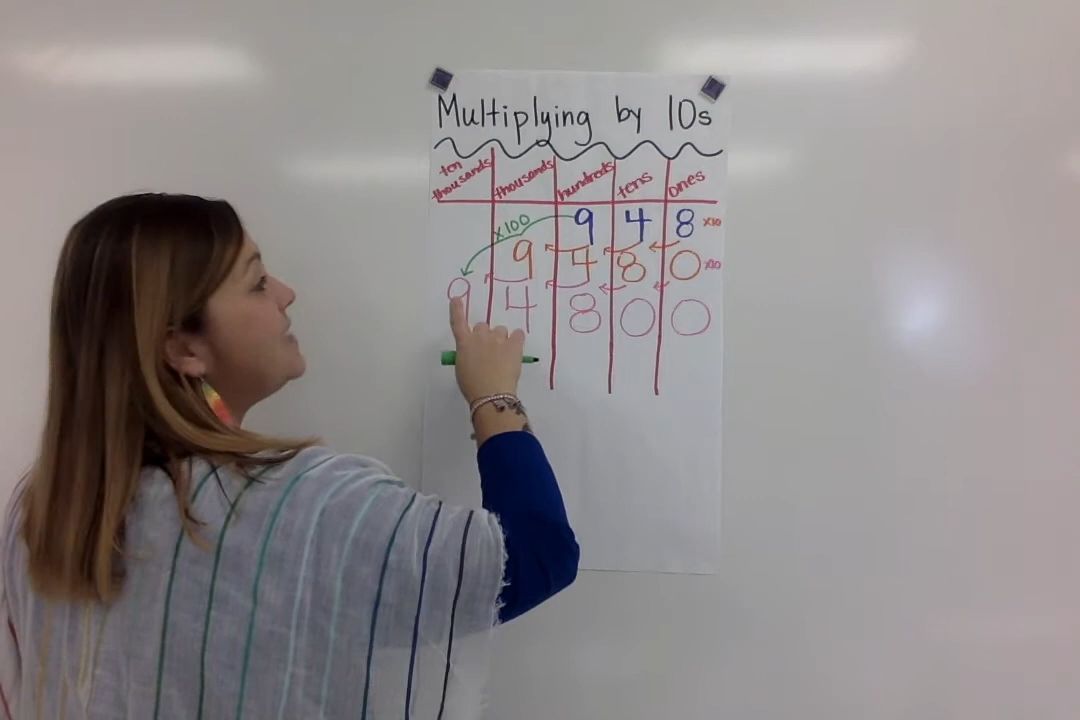 Multiplying by 10s
ten thousands thousands hundreds tens ones
x100 9 4 8 x10
9 4 8 0 x10
9 4 8 0 0